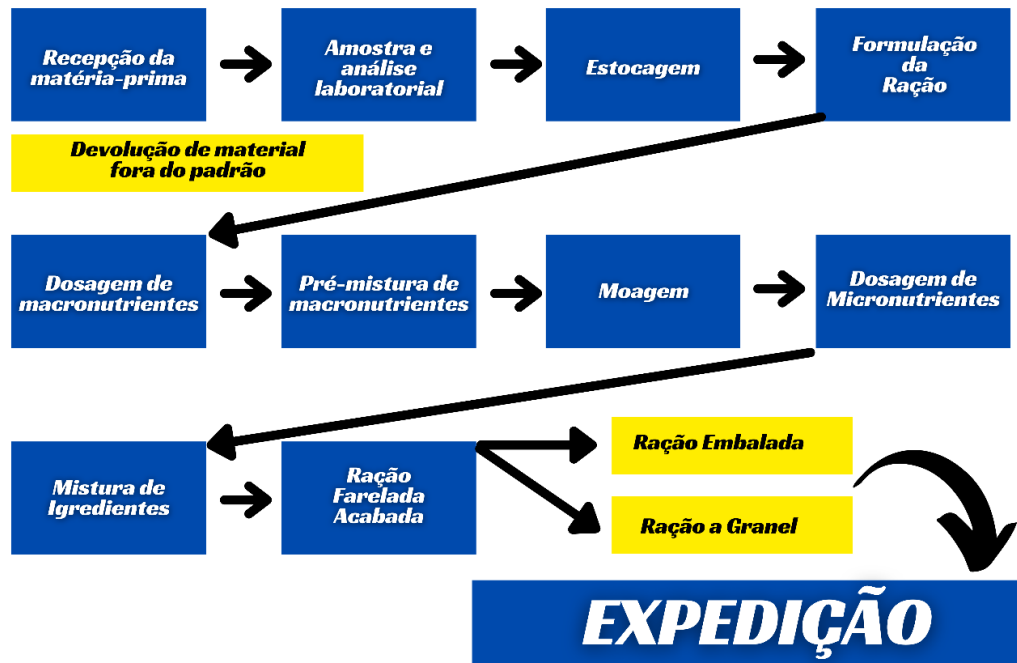 Recepção da
matéria-prima
Amostra e
análise
laboratorial
Estocagem
Formulação
da
Ração
Devolução de material
fora do padrão
Dosagem de
macronutrientes
Pré-mistura de
macronutrientes
Moagem
Dosagem de
Micronutrientes
Mistura de
Igredientes
Ração
Farelada
Acabada
Ração Embalada
Ração a Granel
EXPEDIÇÃO